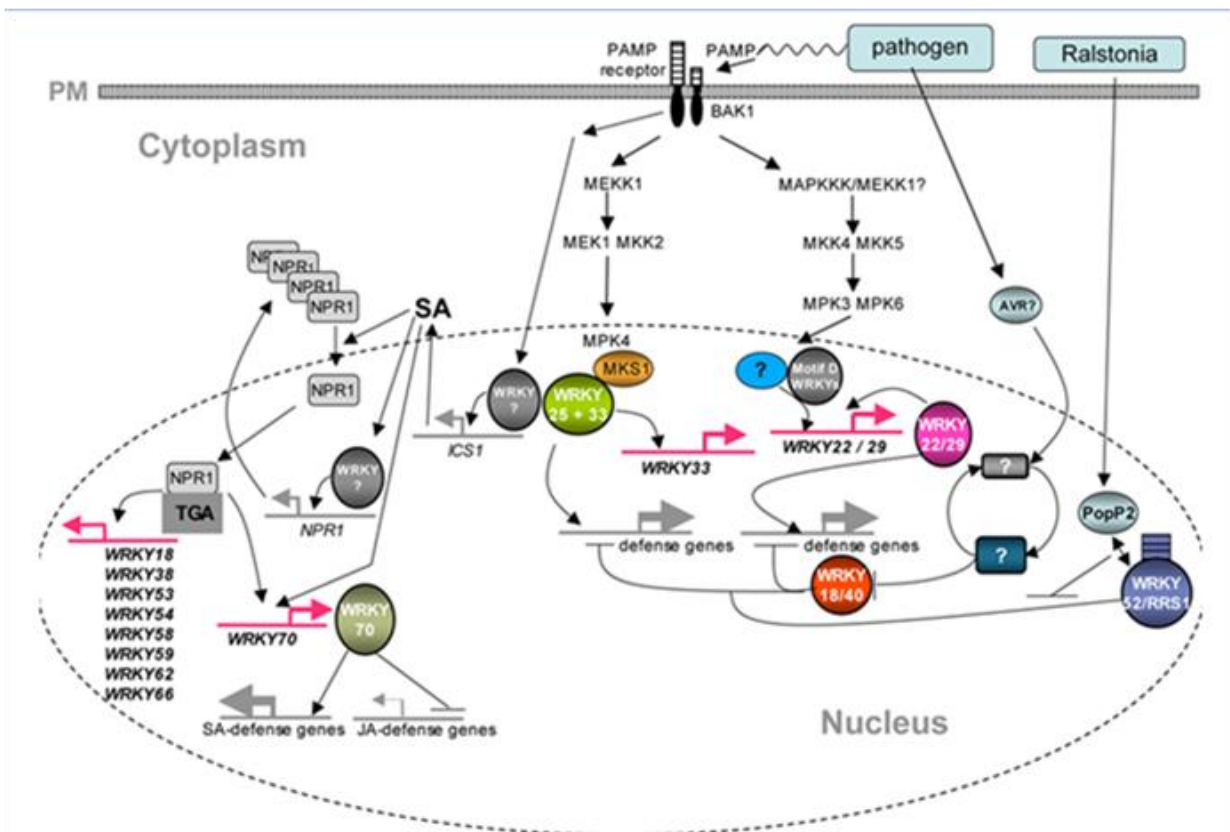 PAMP
receptor
PAMP
pathogen
Ralstonia
PM
BAK1
Cytoplasm
MEKK1
MAPKKK/MEKK1?
MEK1 MKK2
MKK4 MKK5
NPR1
NPR1
NPR1
NPR1
SA
MPK3 MPK6
AVR?
MPK4
MKS1
?
Motif D
WRKYs
NPR1
WRKY
?
WRKY
25 + 33
WRKY
22/29
ICS1
WRKY33
WRKY22 / 29
?
NPR1
TGA
WRKY
?
NPR1
PopP2
defense genes
defense genes
?
WRKY
18/40
WRKY
52/RRS1
WRKY18
WRKY38
WRKY53
WRKY54
WRKY58
WRKY59
WRKY62
WRKY66
WRKY70
WRKY
70
SA-defense genes
JA-defense genes
Nucleus